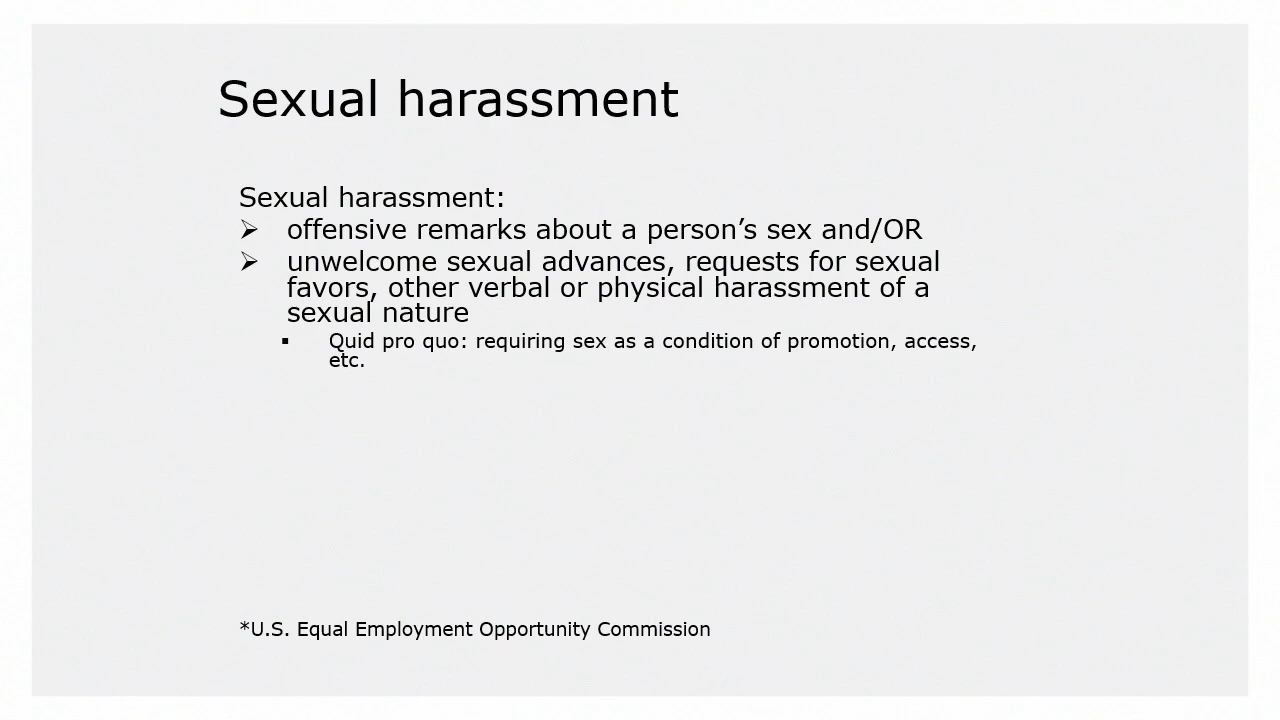 Sexual harassment
Sexual harassment:
➢ offensive remarks about a person’s sex and/OR
➢ unwelcome sexual advances, requests for sexual
favors, other verbal or physical harassment of a
sexual nature
▪ Quid pro quo: requiring sex as a condition of promotion, access,
etc.
*U.S. Equal Employment Opportunity Commission